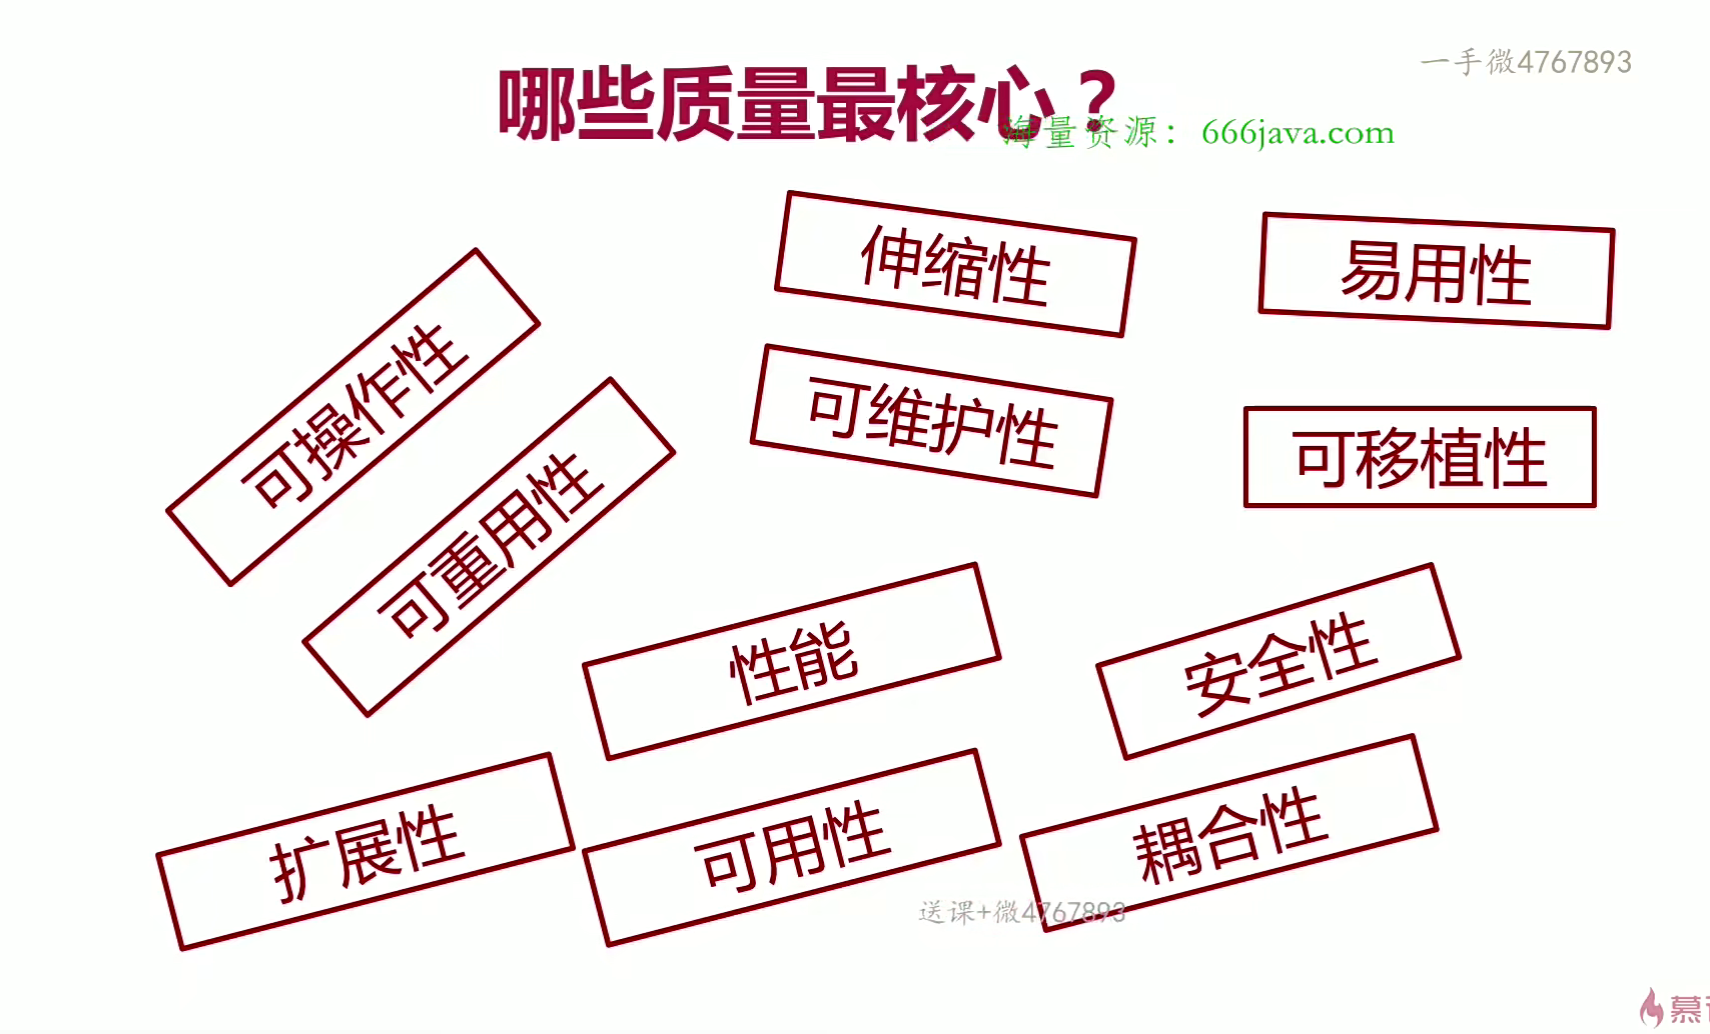 一手微4767893
哪些质量最核心？
海量资源：666java.com
伸缩性
易用性
可操作性
可维护性
可移植性
可重用性
性能
安全性
扩展性
可用性
耦合性
送课+微4767893
慕